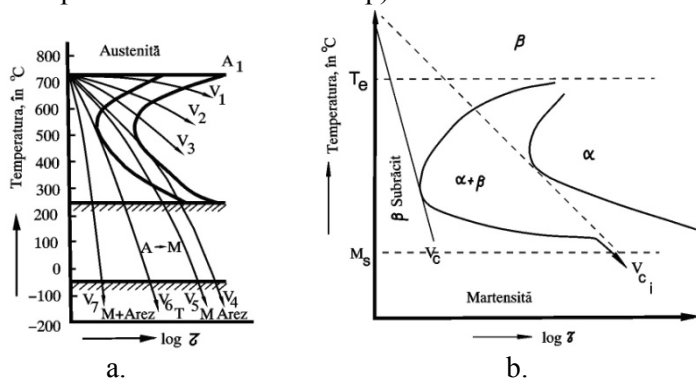 800
700
600
500
400
300
200
100
0
−100
−200
Temperatura, în °C
Austenită
A1
V1
V2
V3
A → M
V7
V6
V5
V4
M+Arez
T
M Arez
log τ
a.
Temperatura, în °C
β
Te
α
α+β
β Subrăcit
Vc
Ms
Vci
Martensită
log τ
b.